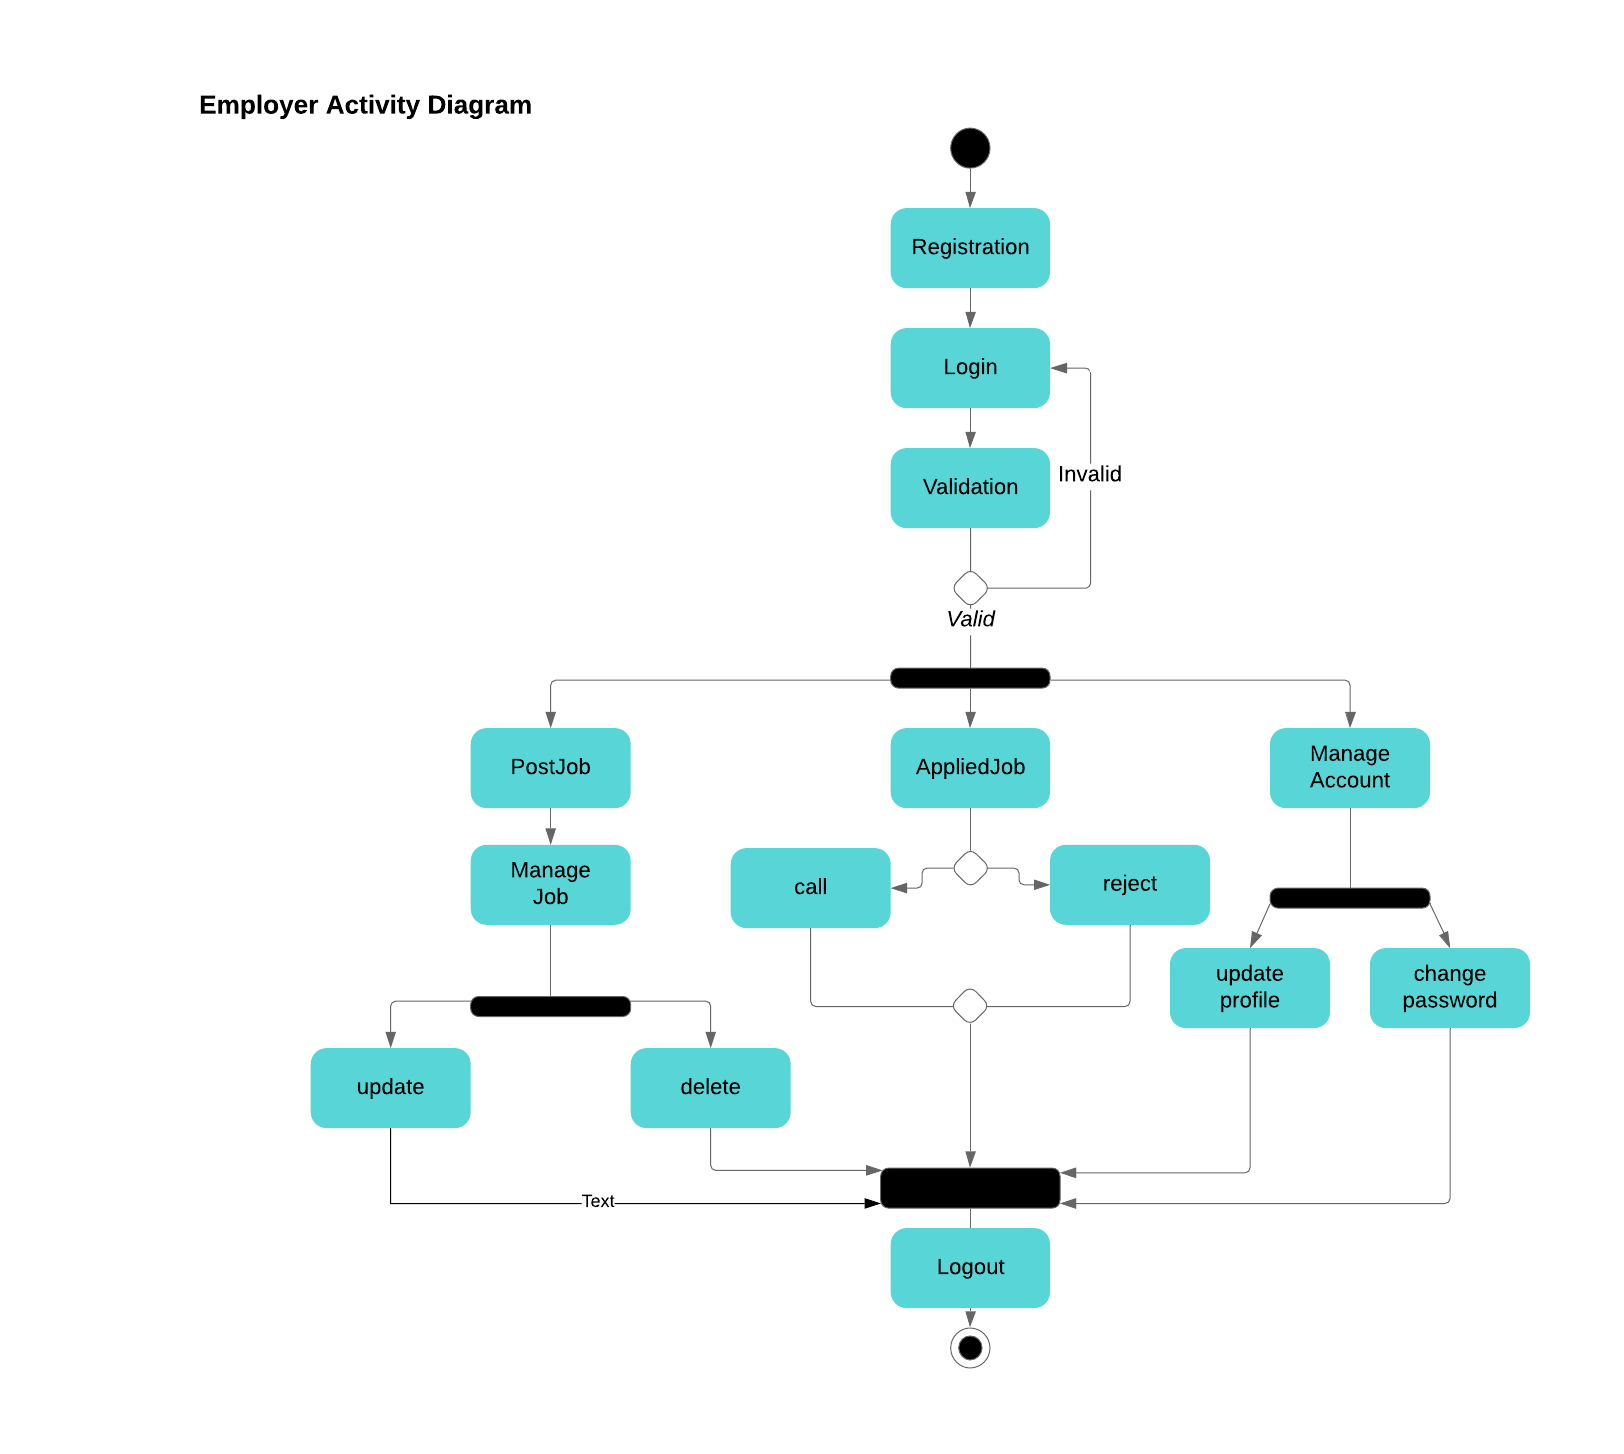 Employer Activity Diagram
Registration
Login
Validation
Invalid
Valid
PostJob
AppliedJob
Manage
Account
Manage
Job
call
reject
update
profile
change
password
update
delete
Text
Logout